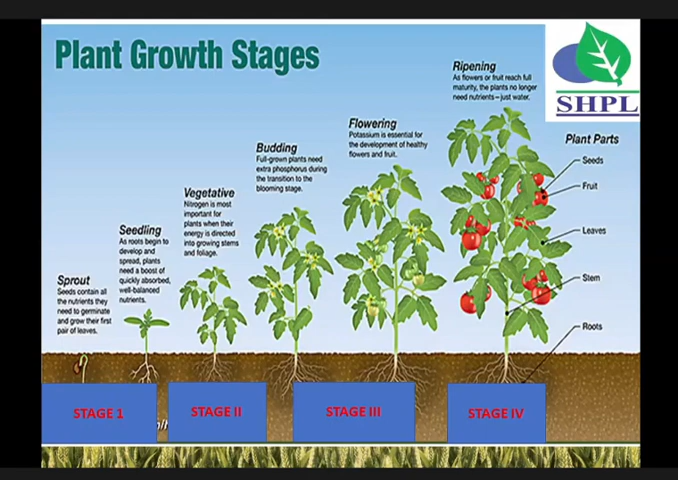 Plant Growth Stages
SHPL
Ripening
As flowers or fruit reach full
maturity, the plants no longer
need nutrients—just water.
Flowering
Potassium is essential for
the development of healthy
flowers and fruit.
Budding
Full-grown plants need
extra phosphorus during
the transition to the
blooming stage.
Vegetative
Nitrogen is most
important for
plants when their
energy is directed
into growing stems
and foliage.
Seedling
As roots begin to
develop and
spread, plants
need a boost of
quickly absorbed,
well-balanced
nutrients.
Sprout
Seeds contain all
the nutrients they
need to germinate
and grow their first
pair of leaves.
Plant Parts
Seeds
Fruit
Leaves
Stem
Roots
STAGE 1
STAGE II
STAGE III
STAGE IV